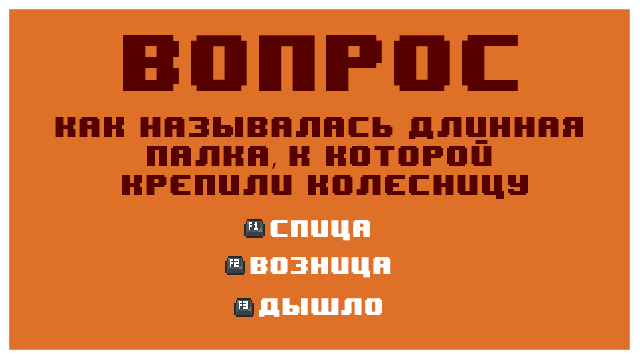 ВОПРОС
КАК НАЗЫВАЛАСЬ ДЛИННАЯ
ПАЛКА, К КОТОРОЙ
КРЕПИЛИ КОЛЕСНИЦУ
F1 СПИЦА
F2 ВОЗНИЦА
F3 ДЫШЛО